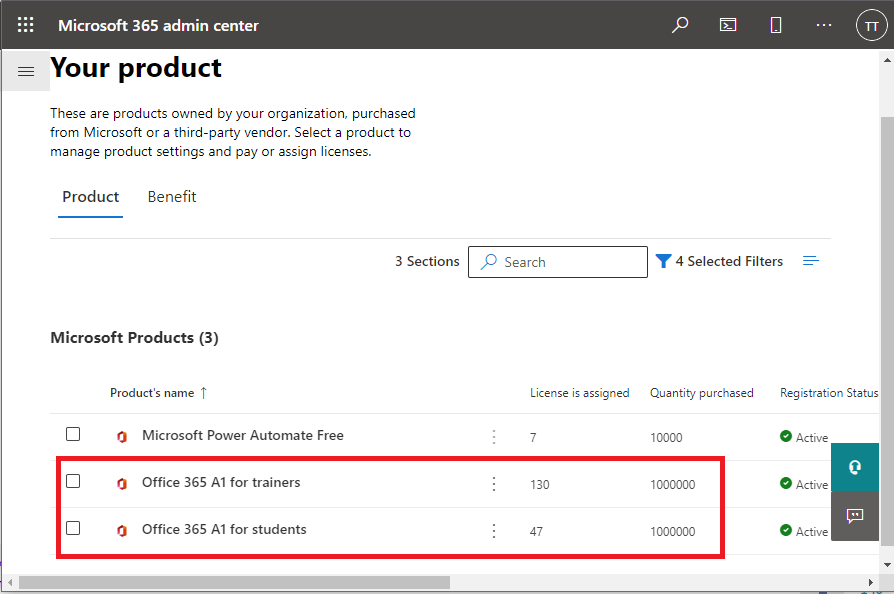 Microsoft 365 admin center
TT
Your product
These are products owned by your organization, purchased
from Microsoft or a third-party vendor. Select a product to
manage product settings and pay or assign licenses.
Product Benefit
3 Sections Search 4 Selected Filters
Microsoft Products (3)
Product's name ↑ License is assigned Quantity purchased Registration Status
Microsoft Power Automate Free 7 10000 Active
Office 365 A1 for trainers 130 1000000 Active
Office 365 A1 for students 47 1000000 Active